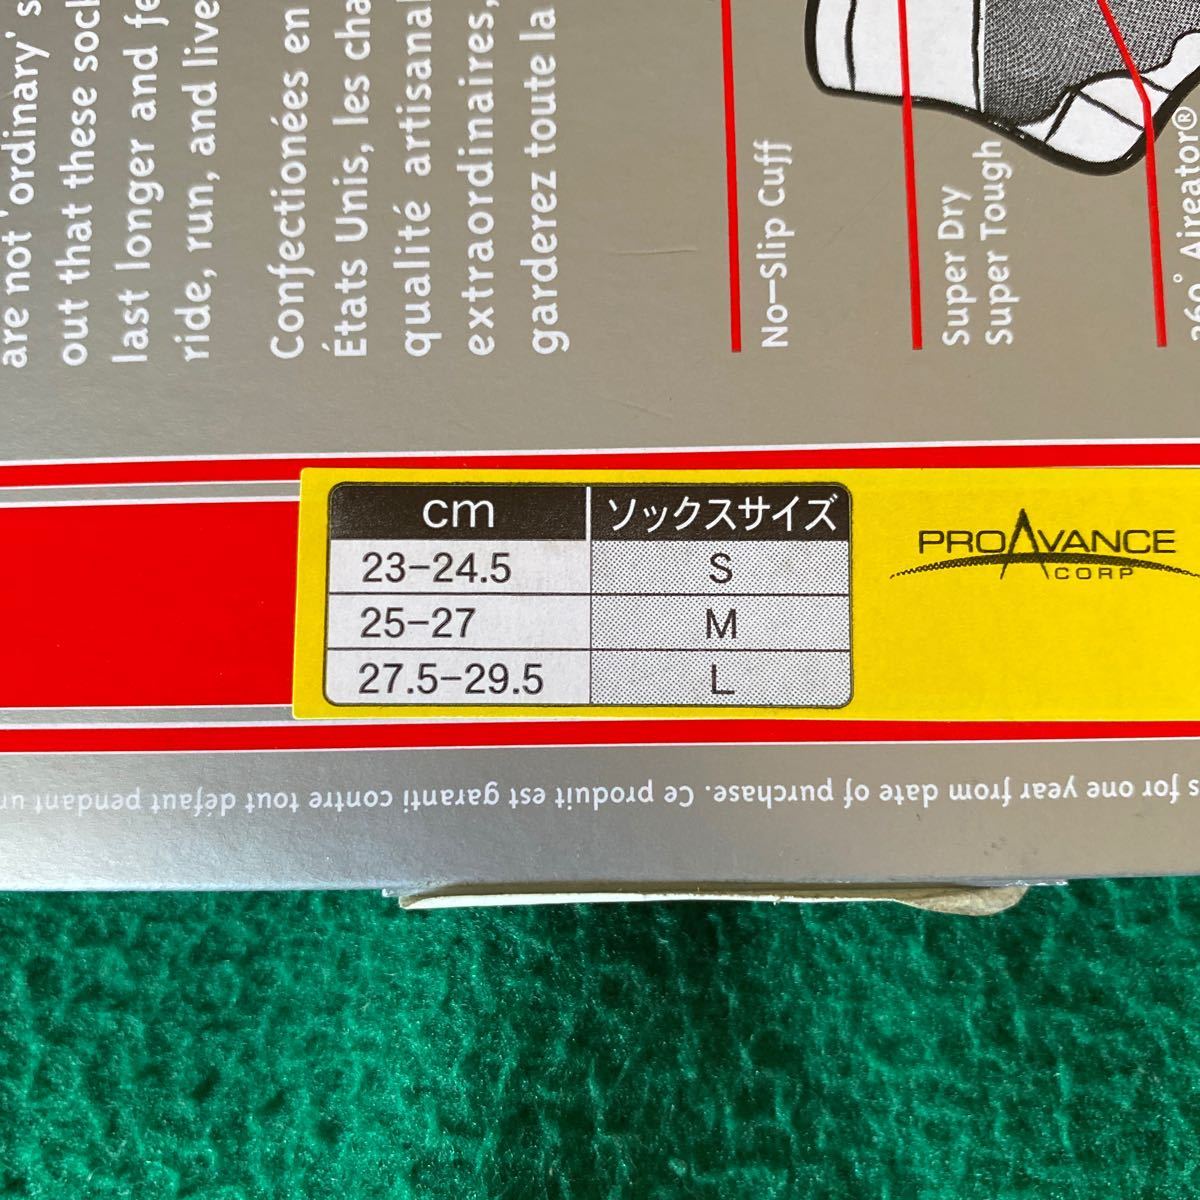 are not 'ordinary' s
out that these sock
last longer and fe
ride, run, and live
Confectionées en
États Unis, les cha
qualité artisanal
extraordinaires,
garderez toute la
No-Slip Cuff
Super Dry
Super Tough
360° Aireator®
cm ソックスサイズ
23-24.5 S
25-27 M
27.5-29.5 L
PROAVANCE
CORP
s for one year from date of purchase. Ce produit est garanti contre tout défaut pendant un